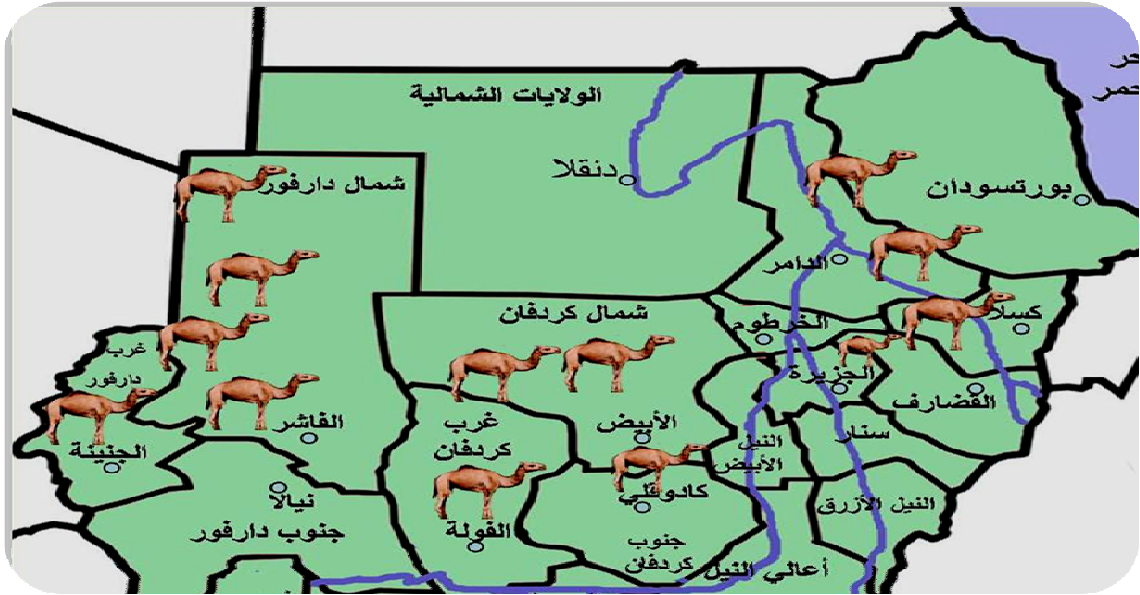 الولايات الشمالية
دنقلا
بورتسودان
شمال دارفور
الدامر
كسلا
شمال كردفان
الخرطوم
غرب
دارفور
الجزيرة
القضارف
الأبيض
الفاشر
غرب
كردفان
سنار
النيل
الأبيض
الجنينة
كادوقلي
نيالا
جنوب دارفور
النيل الأزرق
الفولة
جنوب
كردفان
أعالي النيل